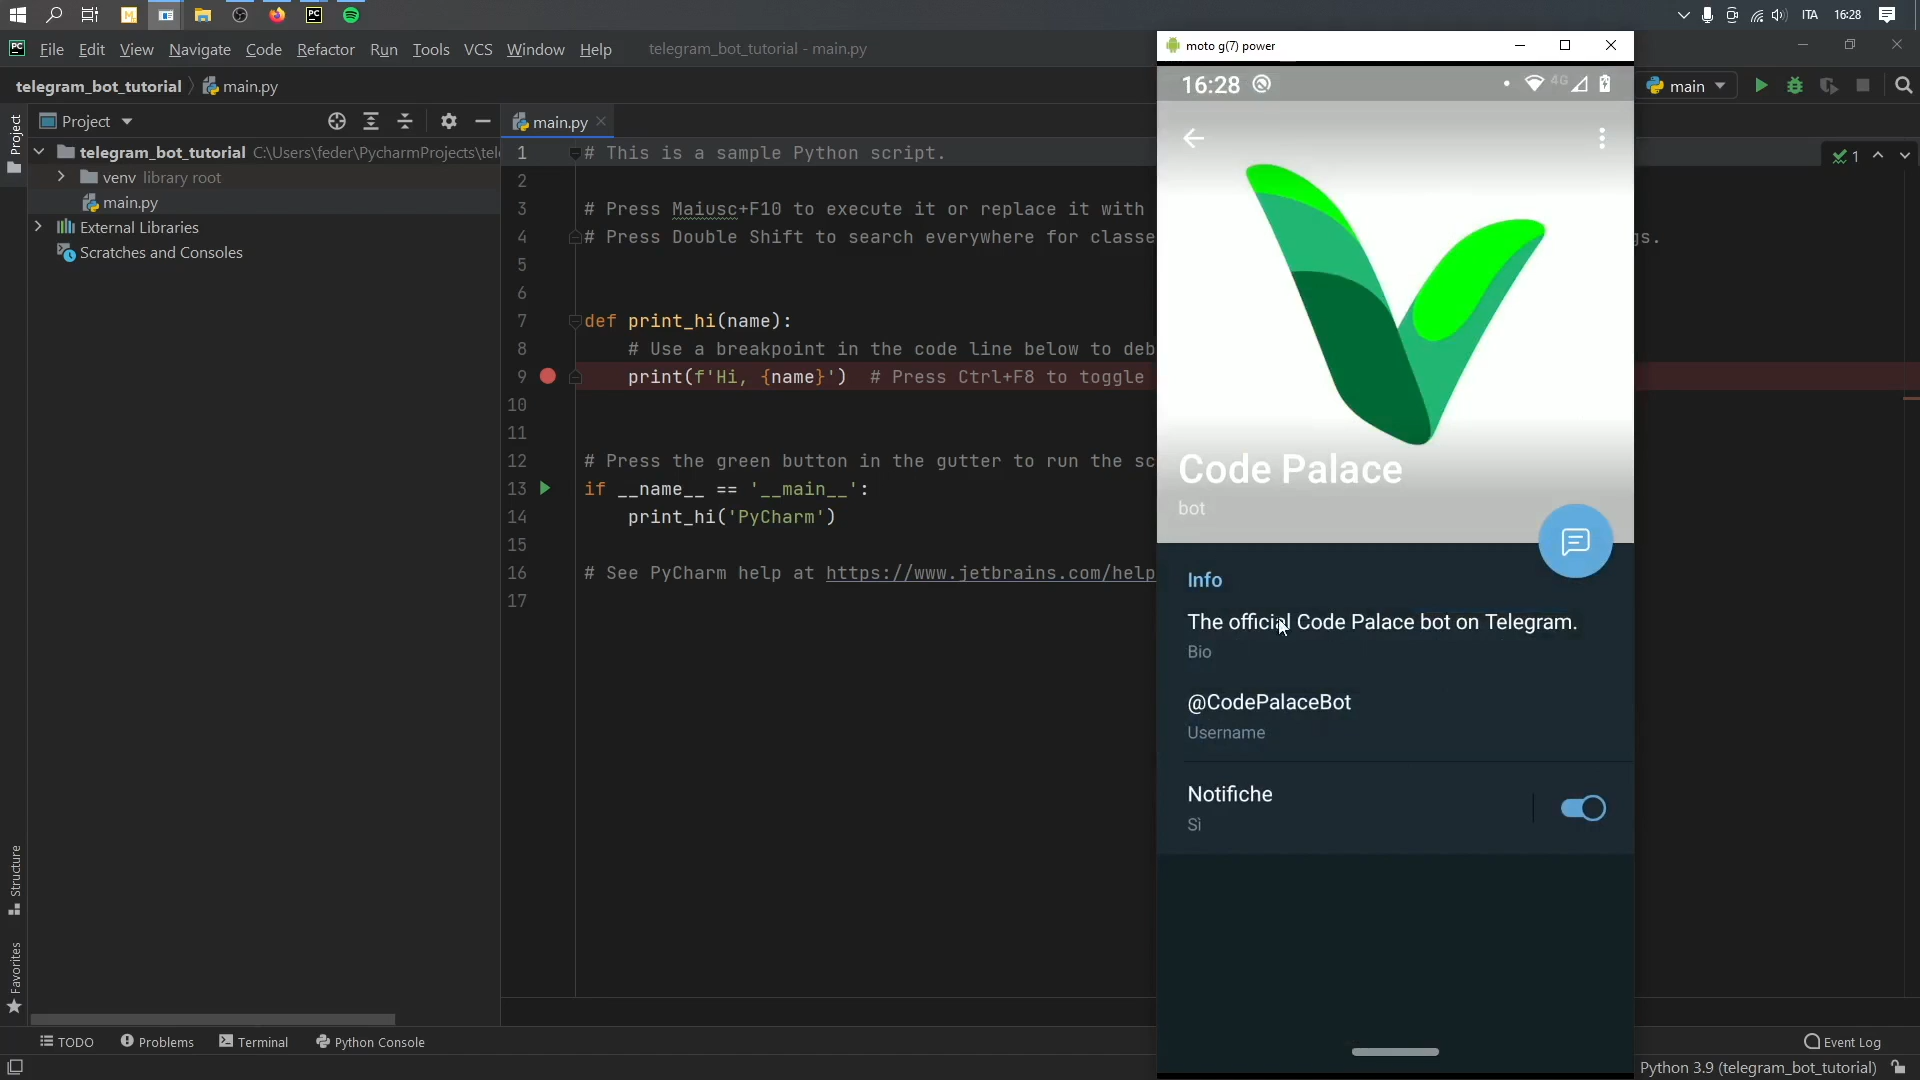 ITA 16:28
File Edit View Navigate Code Refactor Run Tools VCS Window Help telegram_bot_tutorial - main.py
telegram_bot_tutorial main.py
main
Project
main.py
Project
telegram_bot_tutorial C:\Users\feder\PycharmProjects\tel
venv library root
main.py
External Libraries
Scratches and Consoles
Structure
Favorites
1 # This is a sample Python script.
2
3 # Press Maiusc+F10 to execute it or replace it with
4 # Press Double Shift to search everywhere for classe gs.
5
6
7 def print_hi(name):
8 # Use a breakpoint in the code line below to deb
9 print(f'Hi, {name}') # Press Ctrl+F8 to toggle
10
11
12 # Press the green button in the gutter to run the sc
13 if __name__ == '__main__':
14 print_hi('PyCharm')
15
16 # See PyCharm help at https://www.jetbrains.com/help
17
1
moto g(7) power
16:28 4G
Code Palace
bot
Info
The official Code Palace bot on Telegram.
Bio
@CodePalaceBot
Username
Notifiche
Sì
TODO Problems Terminal Python Console Event Log
Python 3.9 (telegram_bot_tutorial)